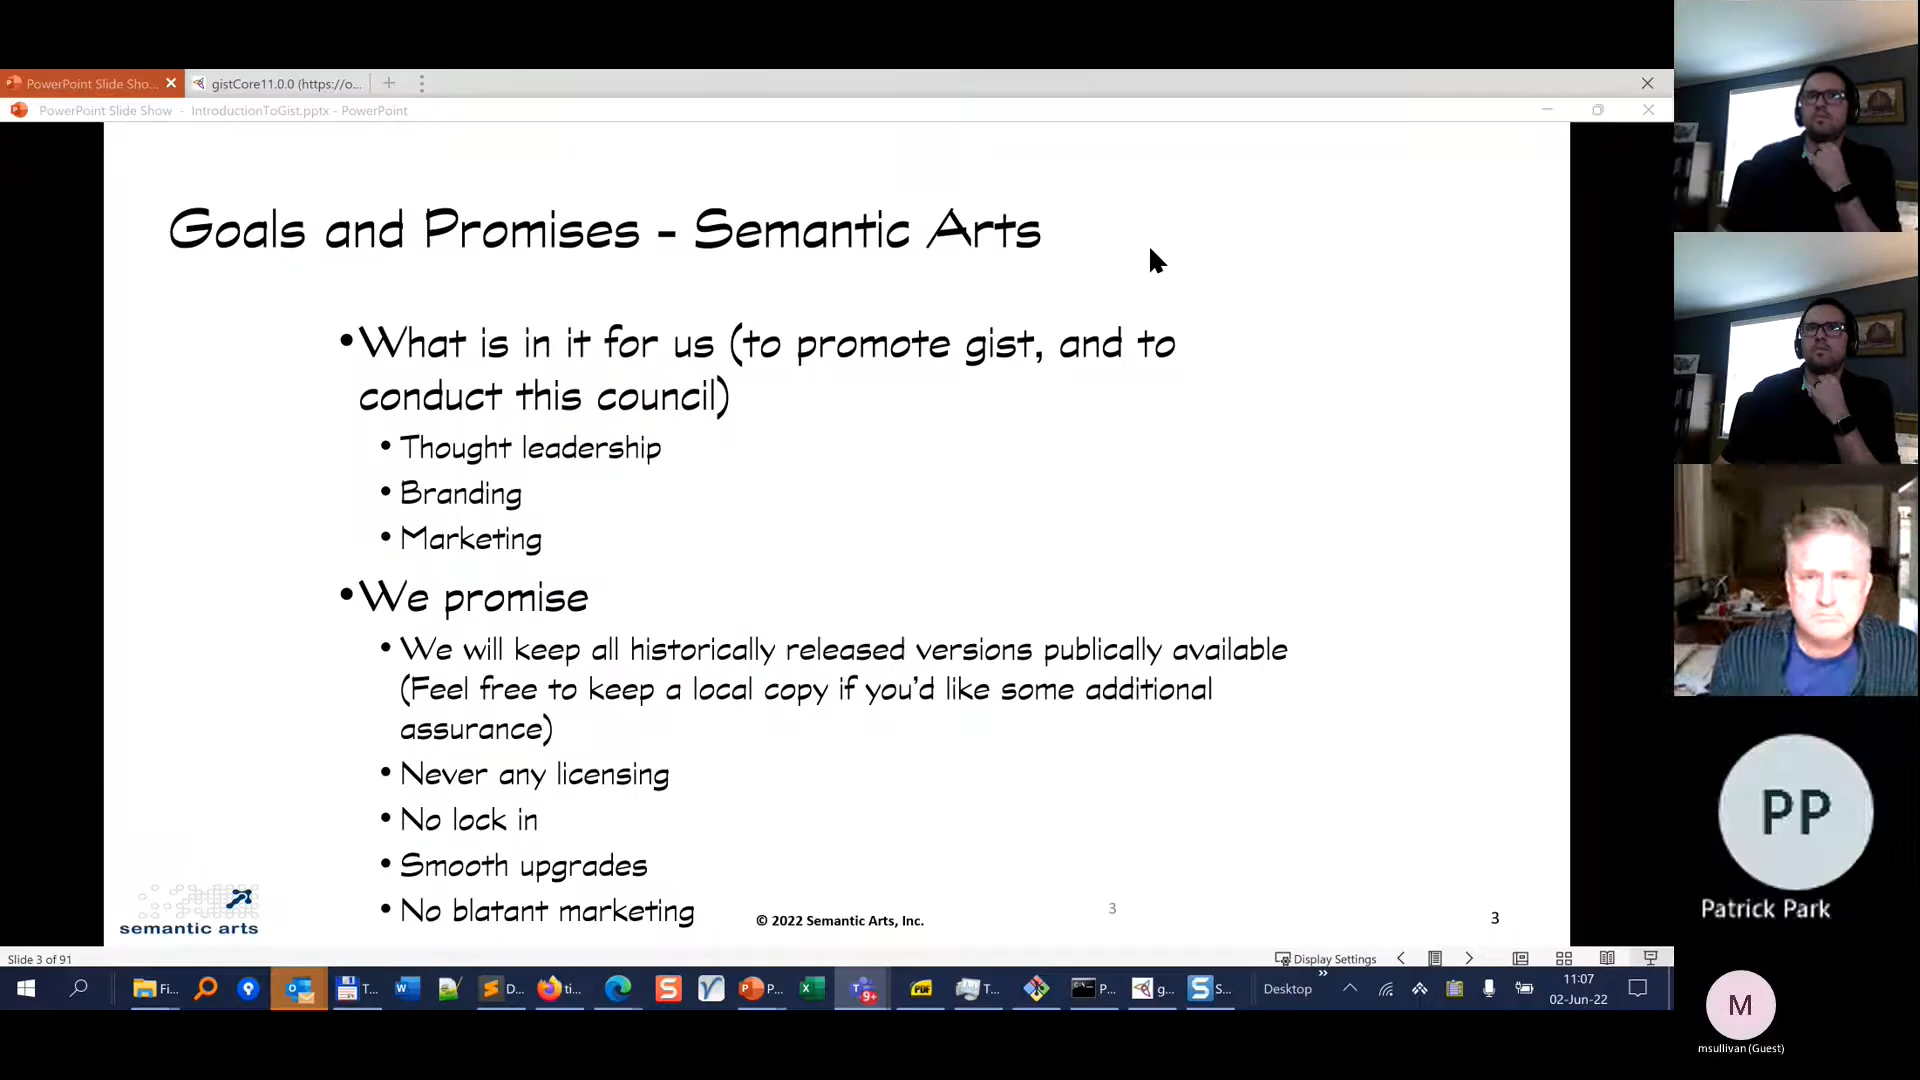 PowerPoint Slide Sho...
gistCore11.0.0 (https://o...
PowerPoint Slide Show - IntroductionToGist.pptx - PowerPoint
Goals and Promises - Semantic Arts
•What is in it for us (to promote gist, and to
conduct this council)
• Thought leadership
• Branding
• Marketing
•We promise
• We will keep all historically released versions publically available
(Feel free to keep a local copy if you'd like some additional
assurance)
• Never any licensing
• No lock in
• Smooth upgrades
• No blatant marketing
semantic arts
© 2022 Semantic Arts, Inc.
3
3
Slide 3 of 91
Display Settings
Fi...
T...
D...
ti...
P...
9+
T...
P...
g...
S...
Desktop
11:07
02-Jun-22
PP
Patrick Park
M
msullivan (Guest)